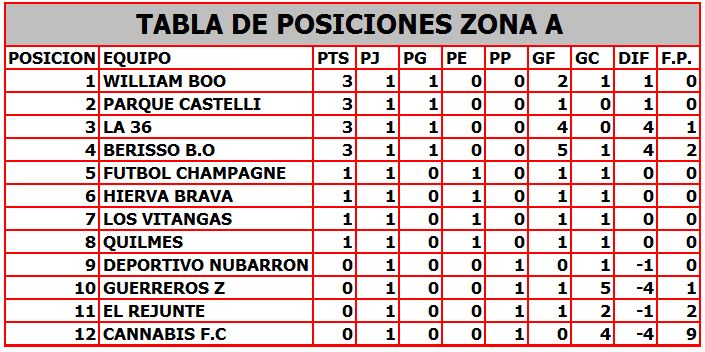 TABLA DE POSICIONES ZONA A
POSICION EQUIPO PTS PJ PG PE PP GF GC DIF F.P.
1 WILLIAM BOO 3 1 1 0 0 2 1 1 0
2 PARQUE CASTELLI 3 1 1 0 0 1 0 1 0
3 LA 36 3 1 1 0 0 4 0 4 1
4 BERISSO B.O 3 1 1 0 0 5 1 4 2
5 FUTBOL CHAMPAGNE 1 1 0 1 0 1 1 0 0
6 HIERVA BRAVA 1 1 0 1 0 1 1 0 0
7 LOS VITANGAS 1 1 0 1 0 1 1 0 0
8 QUILMES 1 1 0 1 0 1 1 0 0
9 DEPORTIVO NUBARRON 0 1 0 0 1 0 1 -1 0
10 GUERREROS Z 0 1 0 0 1 1 5 -4 1
11 EL REJUNTE 0 1 0 0 1 1 2 -1 2
12 CANNABIS F.C 0 1 0 0 1 0 4 -4 9